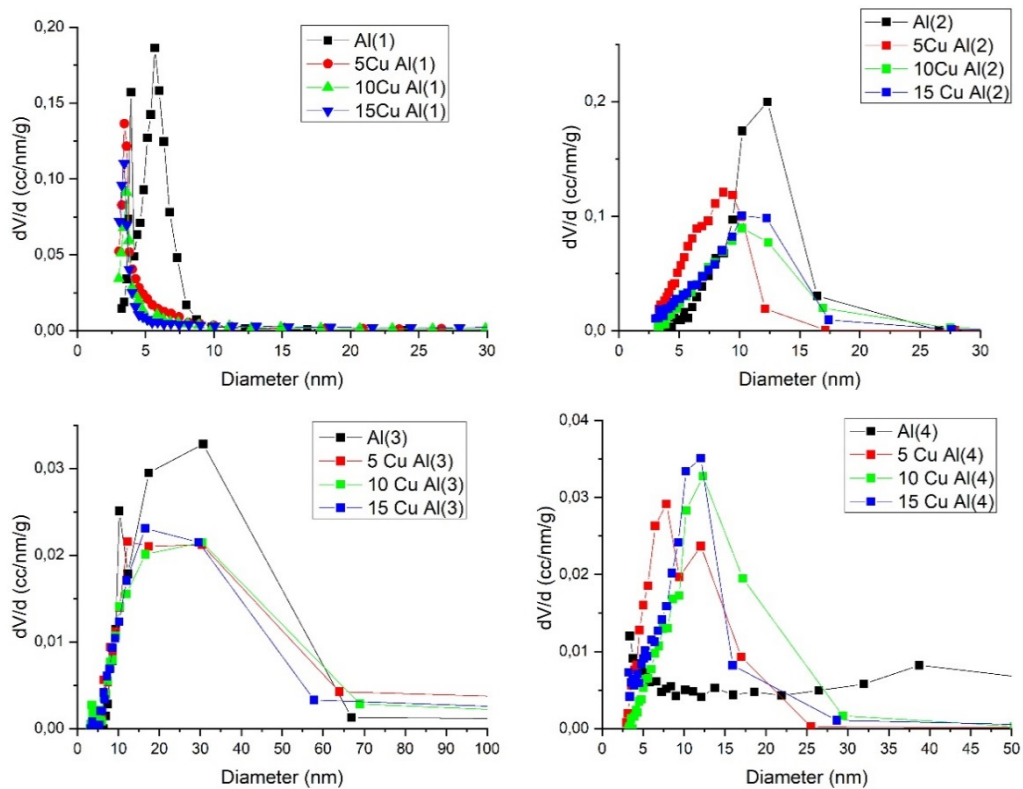 0,20
0,15
0,10
0,05
0,00
dV/d (cc/nm/g)
0 5 10 15 20 25 30
Diameter (nm)
Al(1)
5Cu Al(1)
10Cu Al(1)
15Cu Al(1)
0,2
0,1
0,0
dV/d (cc/nm/g)
0 5 10 15 20 25 30
Diameter (nm)
Al(2)
5Cu Al(2)
10Cu Al(2)
15 Cu Al(2)
0,03
0,02
0,01
0,00
dV/d (cc/nm/g)
0 10 20 30 40 50 60 70 80 90 100
Diameter (nm)
Al(3)
5 Cu Al(3)
10 Cu Al(3)
15 Cu Al(3)
0,04
0,03
0,02
0,01
0,00
dV/d (cc/nm/g)
0 5 10 15 20 25 30 35 40 45 50
Diameter (nm)
Al(4)
5 Cu Al(4)
10 Cu Al(4)
15 Cu Al(4)